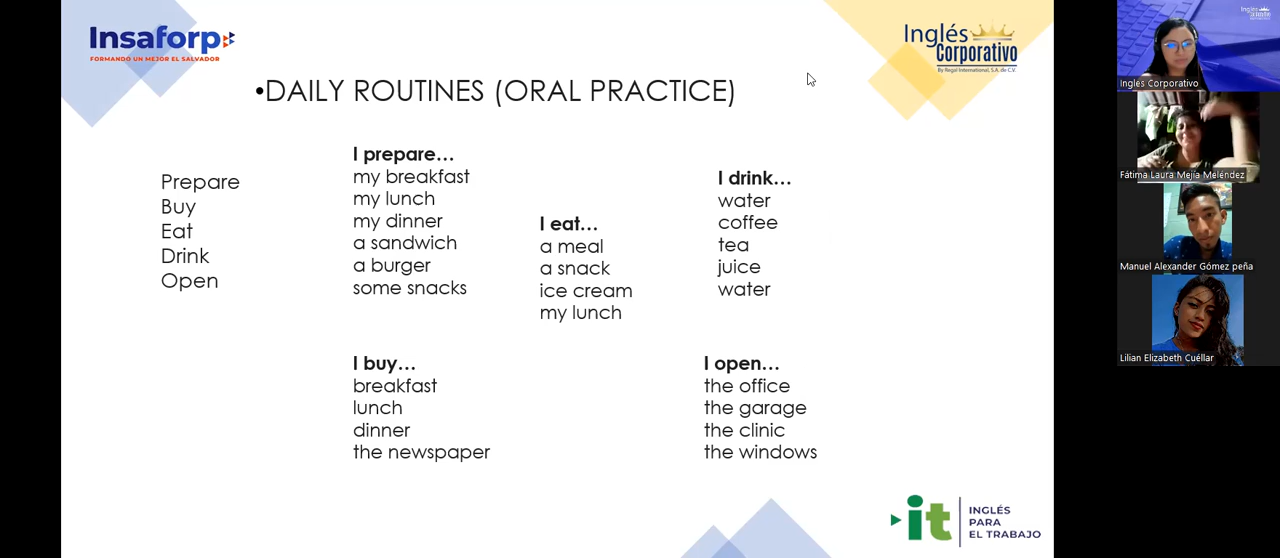 Insaforp
FORMANDO UN MEJOR EL SALVADOR
Inglés
Corporativo
By Regal International, S.A. de C.V.
•DAILY ROUTINES (ORAL PRACTICE)
Prepare
Buy
Eat
Drink
Open
I prepare…
my breakfast
my lunch
my dinner
a sandwich
a burger
some snacks
I eat…
a meal
a snack
ice cream
my lunch
I drink…
water
coffee
tea
juice
water
I buy…
breakfast
lunch
dinner
the newspaper
I open…
the office
the garage
the clinic
the windows
it
INGLÉS
PARA
EL TRABAJO
Inglés Corporativo
Fátima Laura Mejía Meléndez
Manuel Alexander Gómez peña
Lilian Elizabeth Cuéllar